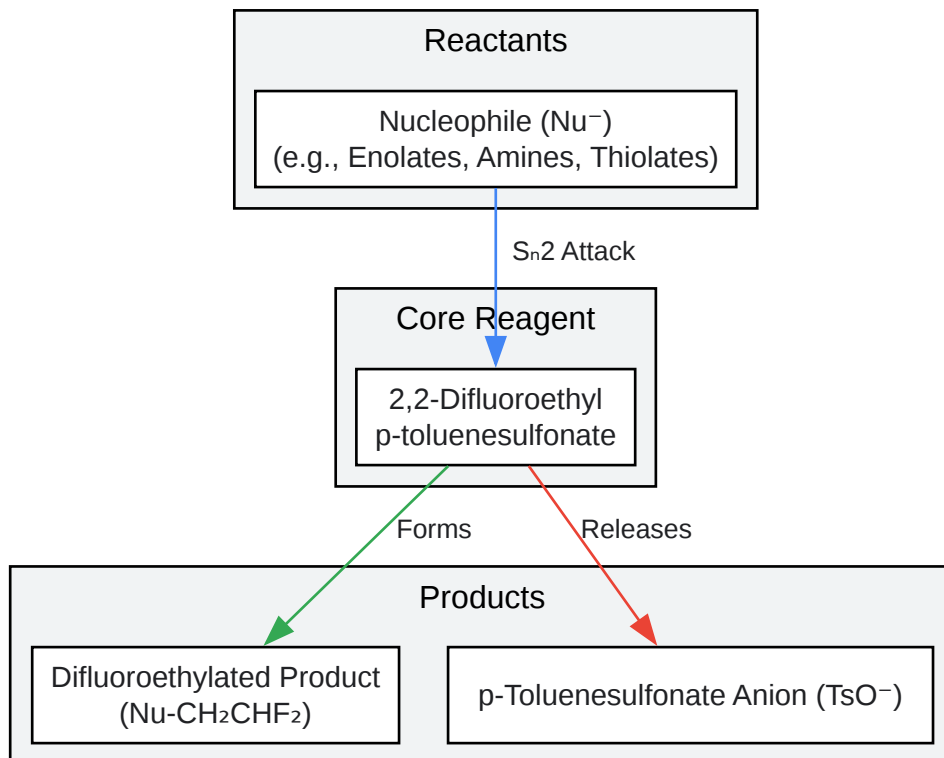 Reactants
Nucleophile (Nu⁻)
(e.g., Enolates, Amines, Thiolates)
Sₙ2 Attack
Core Reagent
2,2-Difluoroethyl
p-toluenesulfonate
Forms
Releases
Products
Difluoroethylated Product
(Nu-CH₂CHF₂)
p-Toluenesulfonate Anion (TsO⁻)